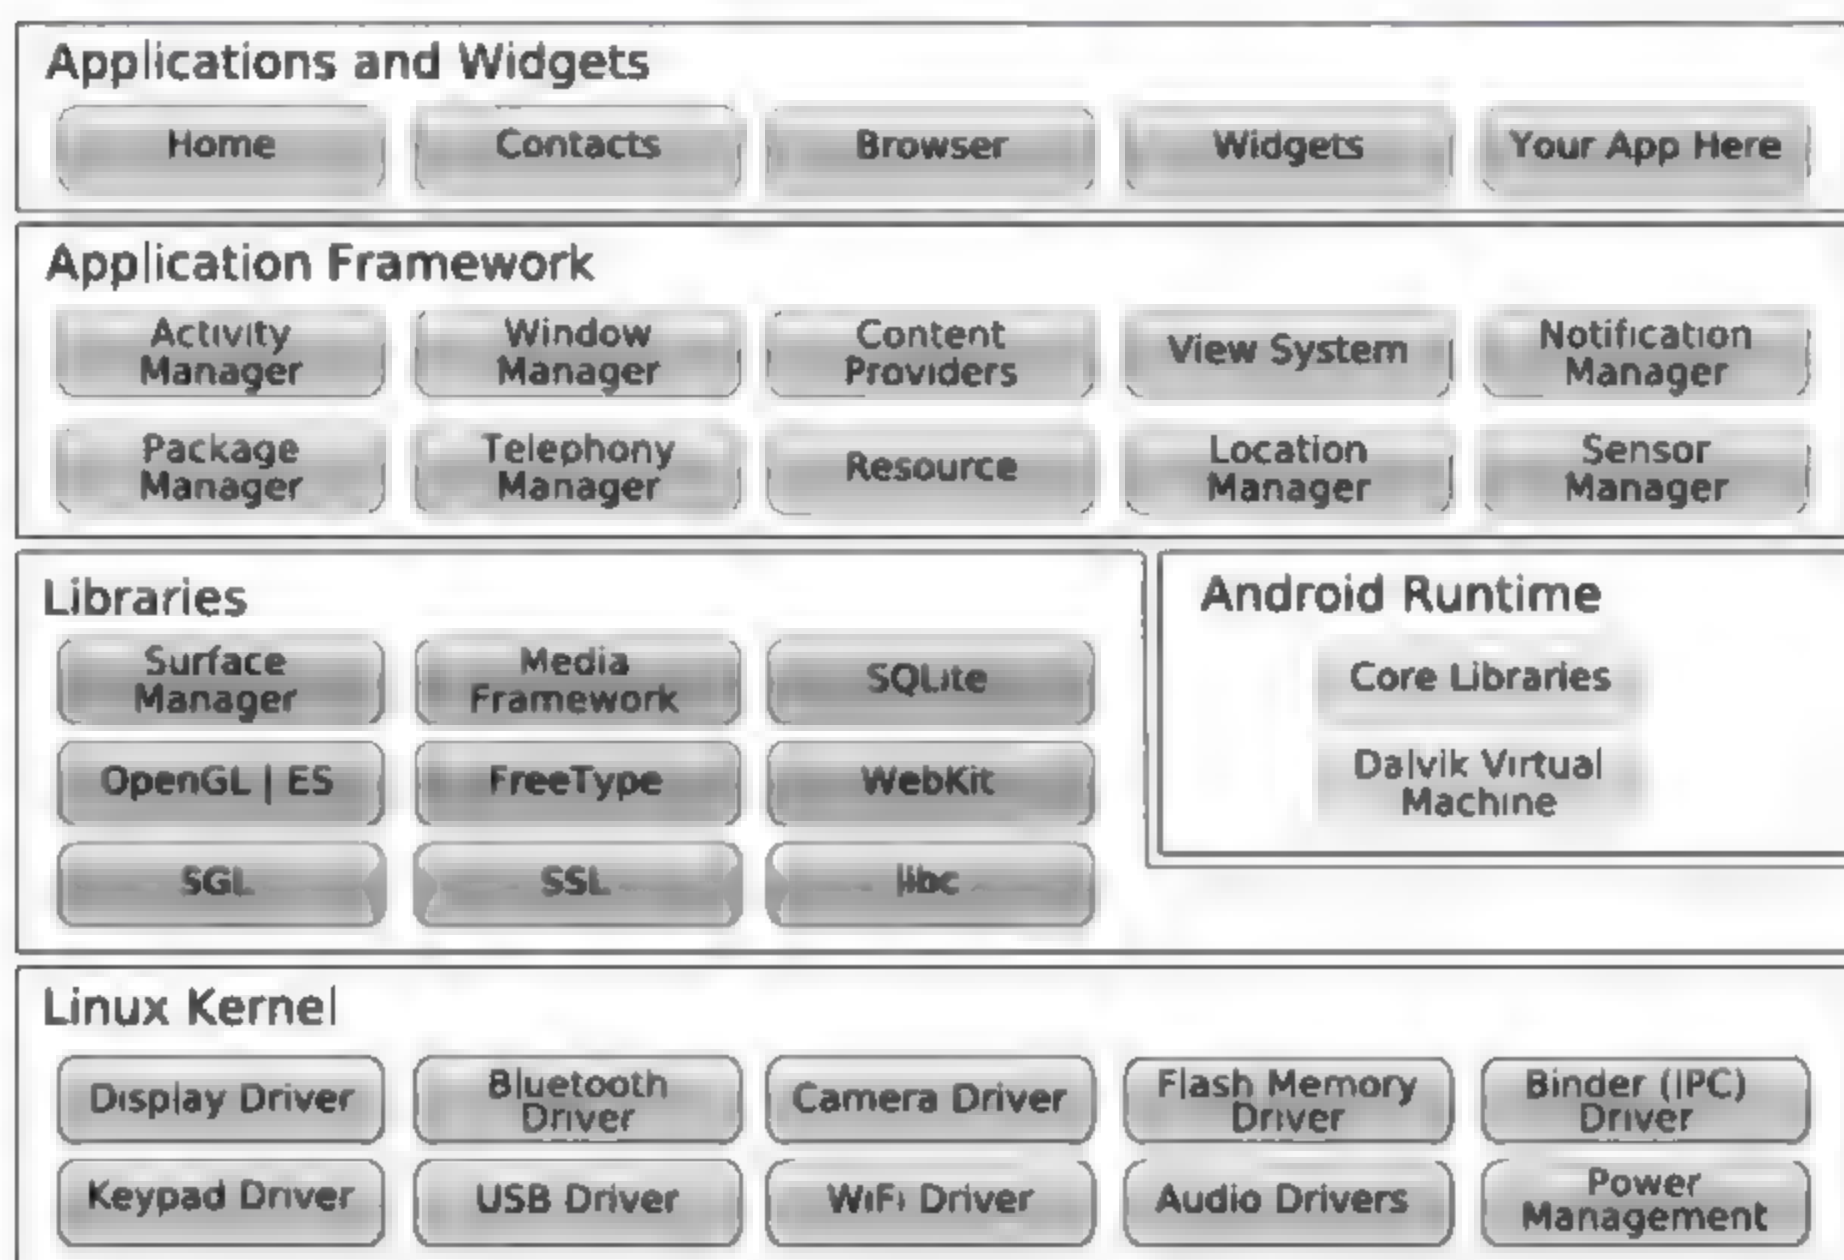 Applications and Widgets
Home
Contacts
Browser
Widgets
Your App Here
Application Framework
Activity
Manager
Window
Manager
Content
Providers
View System
Notification
Manager
Package
Manager
Telephony
Manager
Resource
Location
Manager
Sensor
Manager
Libraries
Surface
Manager
Media
Framework
SQLite
OpenGL | ES
FreeType
WebKit
SGL
SSL
libc
Android Runtime
Core Libraries
Dalvik Virtual
Machine
Linux Kernel
Display Driver
Bluetooth
Driver
Camera Driver
Flash Memory
Driver
Binder (IPC)
Driver
Keypad Driver
USB Driver
WiFi Driver
Audio Drivers
Power
Management